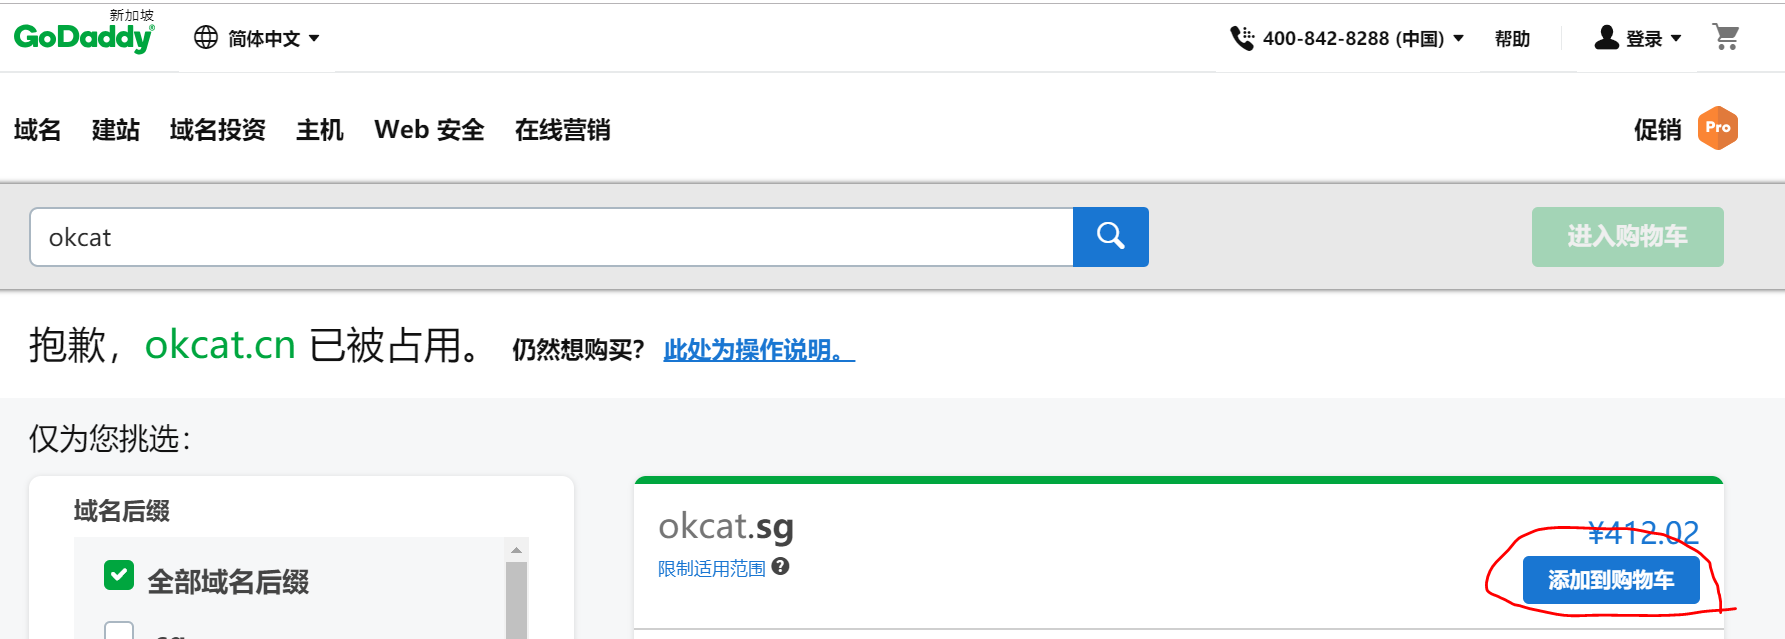 新加坡
GoDaddy
简体中文
400-842-8288 (中国)
帮助
登录
域名 建站 域名投资 主机 Web 安全 在线营销
促销 Pro
okcat
进入购物车
抱歉，okcat.cn 已被占用。 仍然想购买？ 此处为操作说明。
仅为您挑选：
域名后缀
全部域名后缀
okcat.sg
¥412.02
限制适用范围
添加到购物车